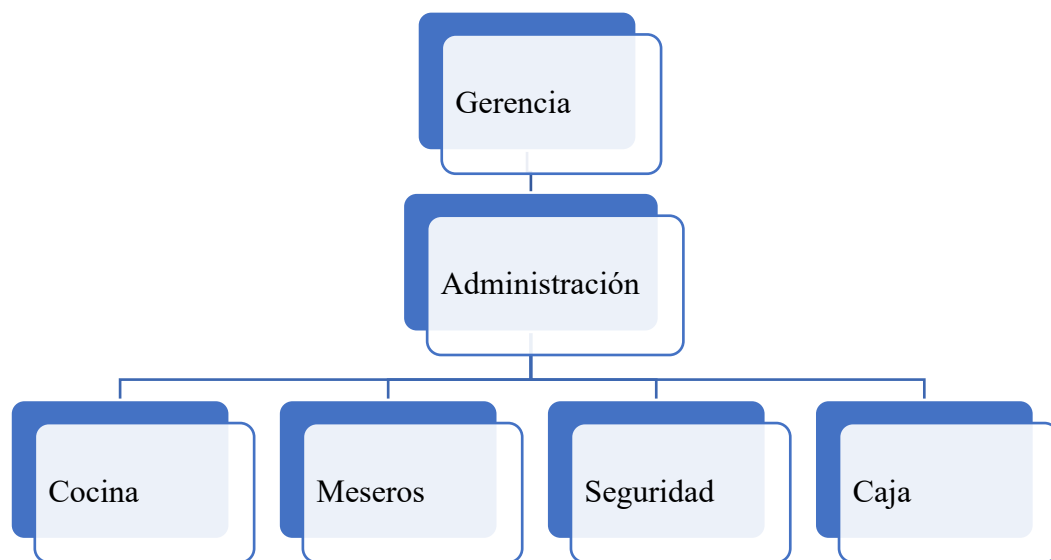 Gerencia
Administración
Cocina
Meseros
Seguridad
Caja